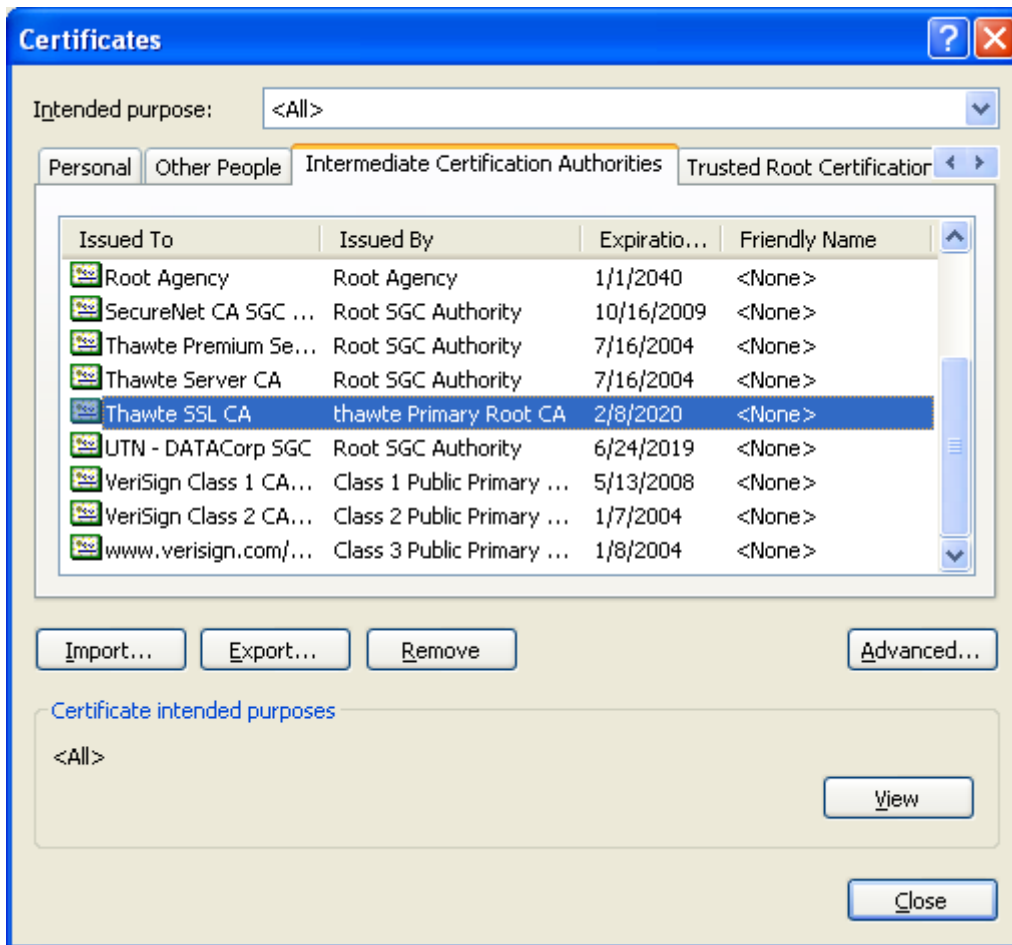 Certificates
Intended purpose: <All>
Personal Other People Intermediate Certification Authorities Trusted Root Certification
Issued To Issued By Expiratio... Friendly Name
Root Agency Root Agency 1/1/2040 <None>
SecureNet CA SGC ... Root SGC Authority 10/16/2009 <None>
Thawte Premium Se... Root SGC Authority 7/16/2004 <None>
Thawte Server CA Root SGC Authority 7/16/2004 <None>
Thawte SSL CA thawte Primary Root CA 2/8/2020 <None>
UTN - DATACorp SGC Root SGC Authority 6/24/2019 <None>
VeriSign Class 1 CA... Class 1 Public Primary ... 5/13/2008 <None>
VeriSign Class 2 CA... Class 2 Public Primary ... 1/7/2004 <None>
www.verisign.com/... Class 3 Public Primary ... 1/8/2004 <None>
Import... Export... Remove Advanced...
Certificate intended purposes
<All>
View
Close